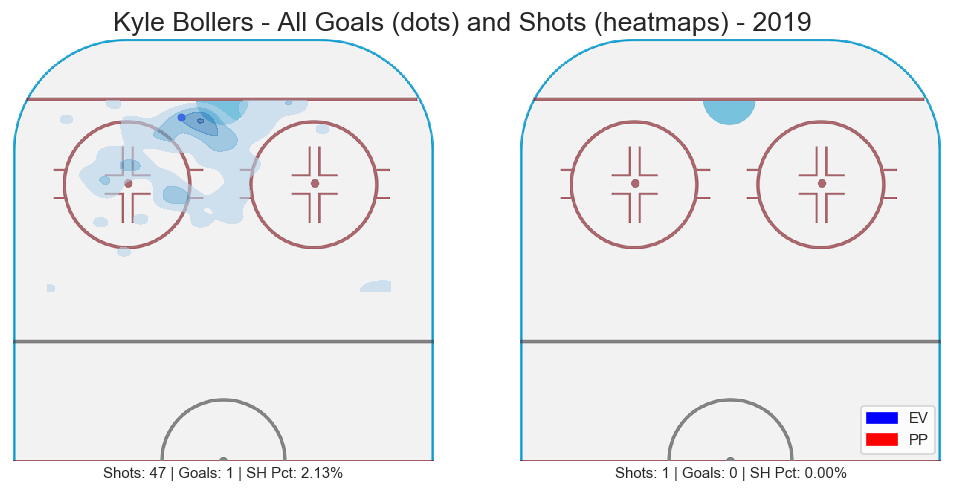 Kyle Bollers - All Goals (dots) and Shots (heatmaps) - 2019
EV
PP
Shots: 47 | Goals: 1 | SH Pct: 2.13%
Shots: 1 | Goals: 0 | SH Pct: 0.00%